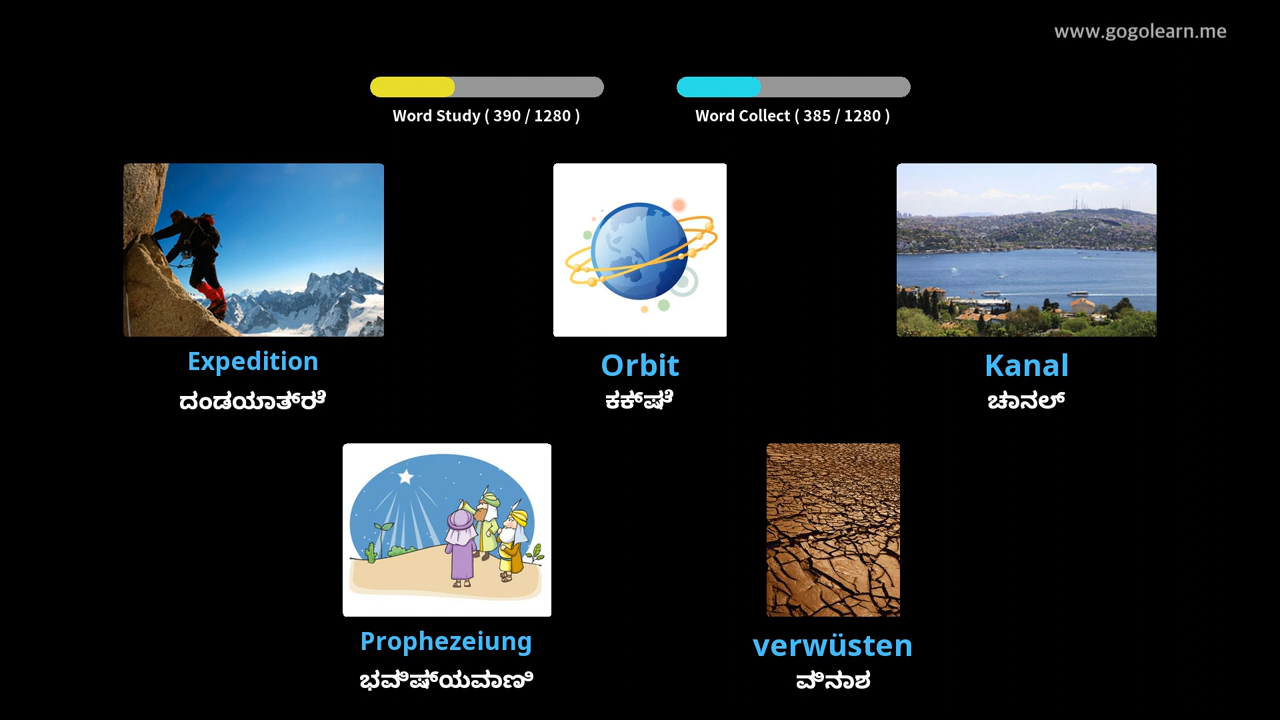 www.gogolearn.me
Word Study ( 390 / 1280 )
Word Collect ( 385 / 1280 )
Expedition
ದಂಡಯಾತ್ರೆ
Orbit
ಕಕ್ಷೆ
Kanal
ಚಾನಲ್
Prophezeiung
ಭವಿಷ್ಯವಾಣಿ
verwüsten
ವಿನಾಶ